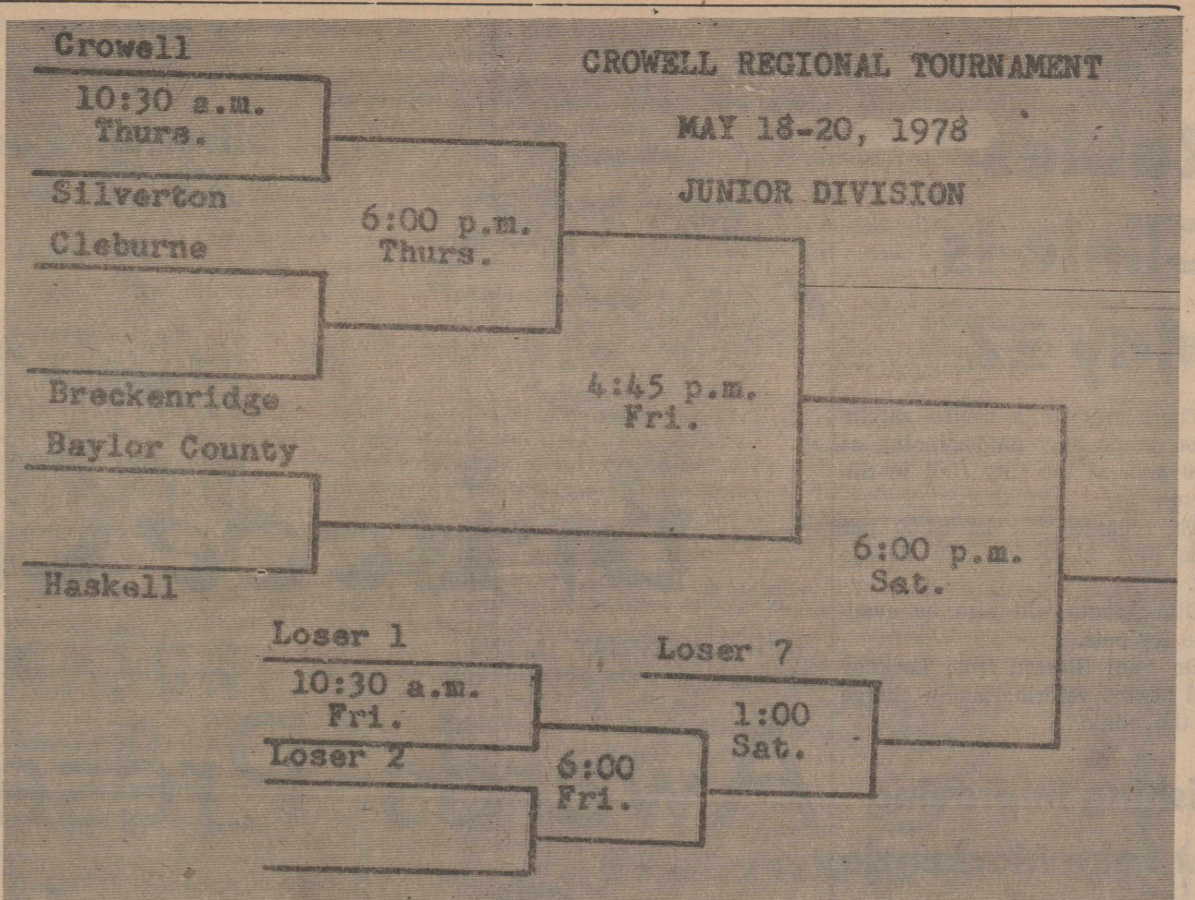 CROWELL REGIONAL TOURNAMENT
MAY 18-20, 1978
JUNIOR DIVISION
Crowell
10:30 a.m.
Thurs.
Silverton
6:00 p.m.
Thurs.
Cleburne
Breckenridge
4:45 p.m.
Fri.
Baylor County
Haskell
6:00 p.m.
Sat.
Loser 1
10:30 a.m.
Fri.
Loser 2
6:00
Fri.
Loser 7
1:00
Sat.